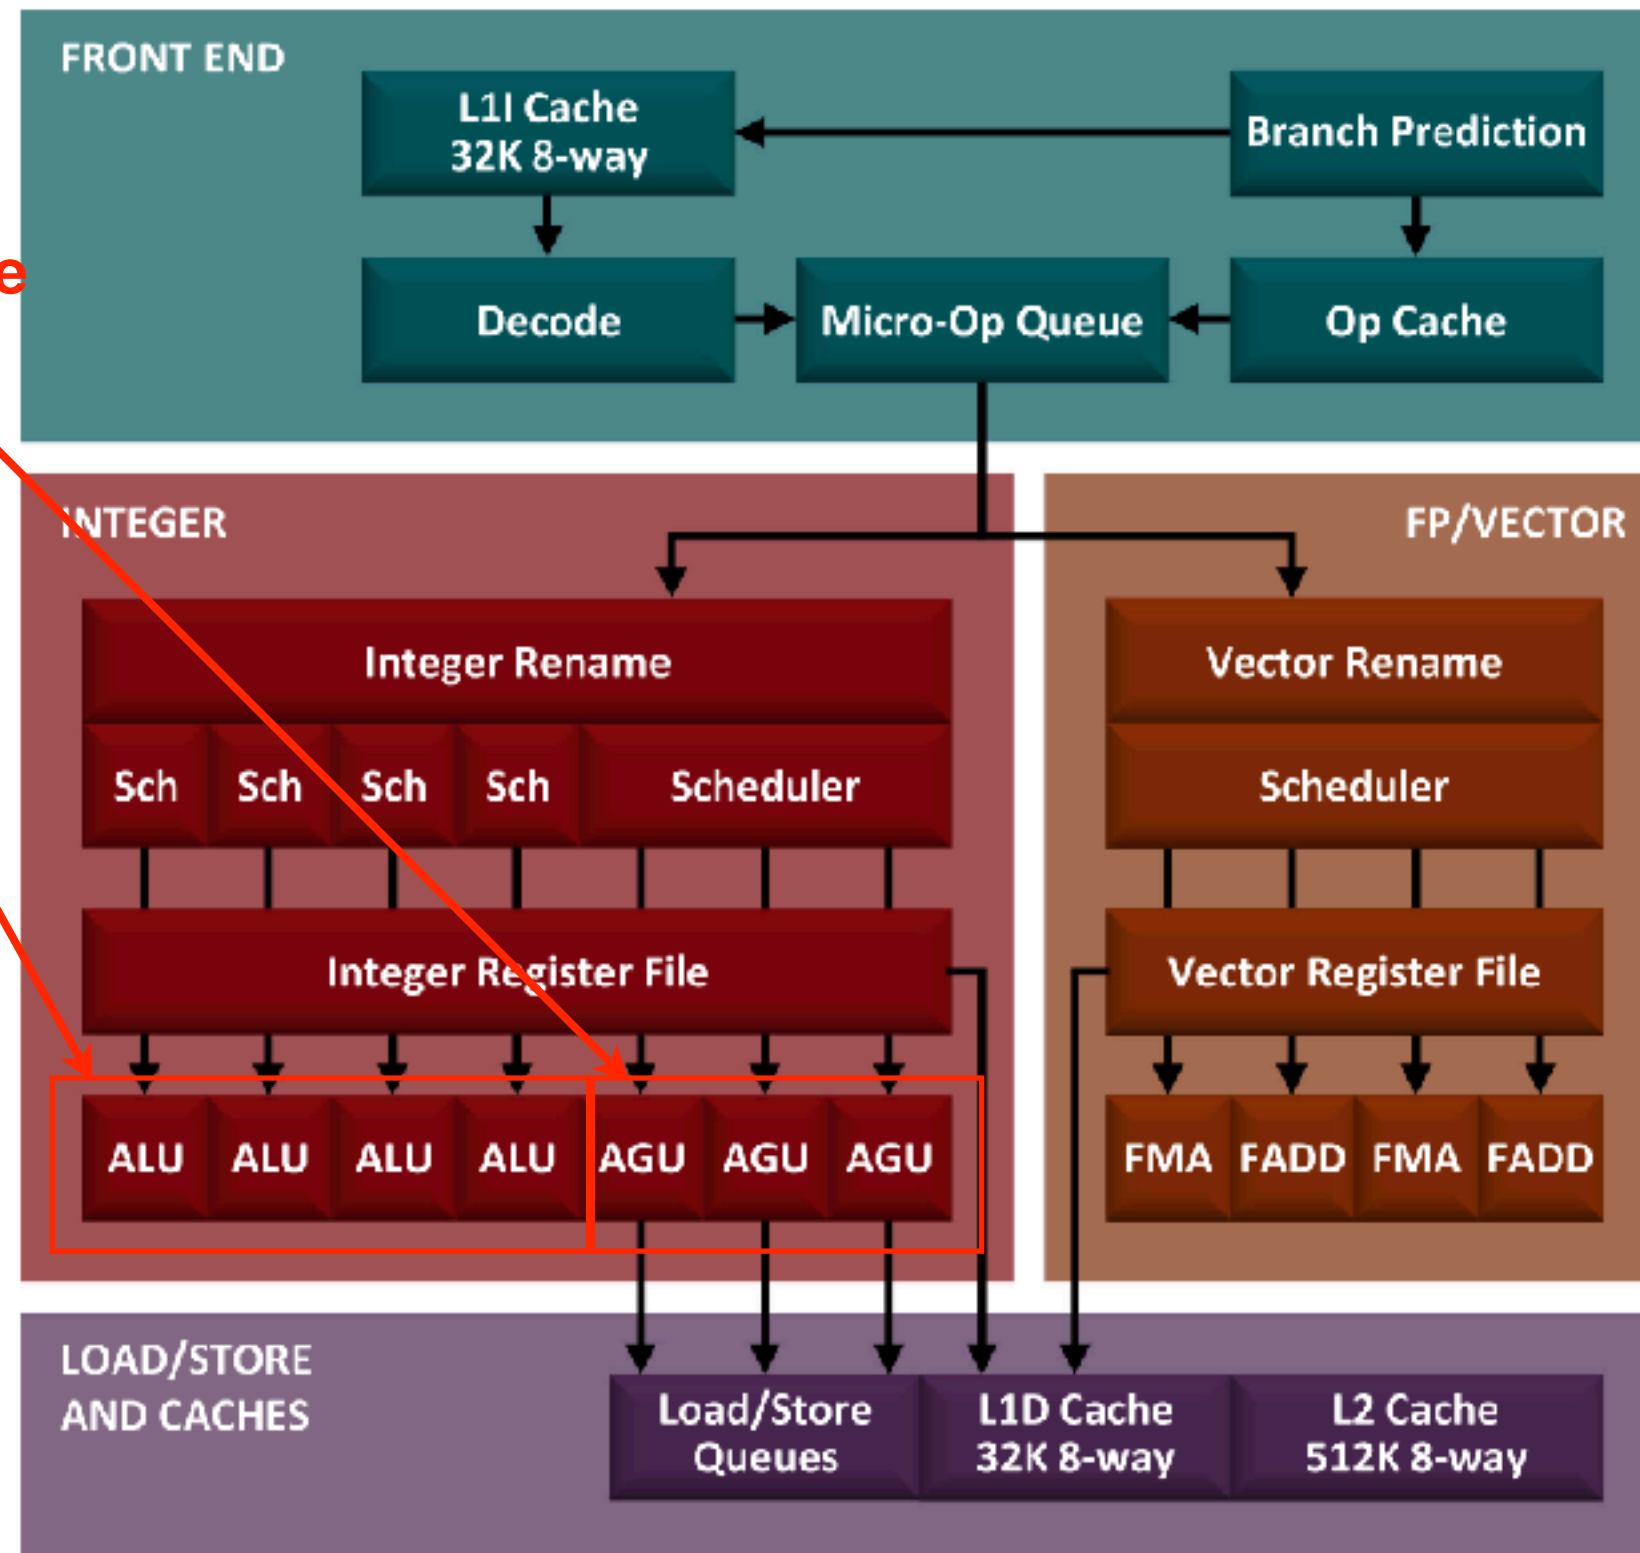 FRONT END
L1I Cache
32K 8-way
Branch Prediction
e
Decode
Micro-Op Queue
Op Cache
INTEGER
FP/VECTOR
Integer Rename
Vector Rename
Sch Sch Sch Sch Scheduler
Scheduler
Integer Register File
Vector Register File
ALU ALU ALU ALU AGU AGU AGU
FMA FADD FMA FADD
LOAD/STORE
AND CACHES
Load/Store
Queues
L1D Cache
32K 8-way
L2 Cache
512K 8-way